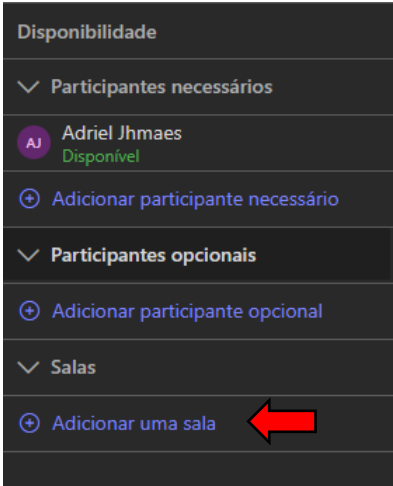 Disponibilidade
Participantes necessários
AJ
Adriel Jhmaes
Disponível
Adicionar participante necessário
Participantes opcionais
Adicionar participante opcional
Salas
Adicionar uma sala